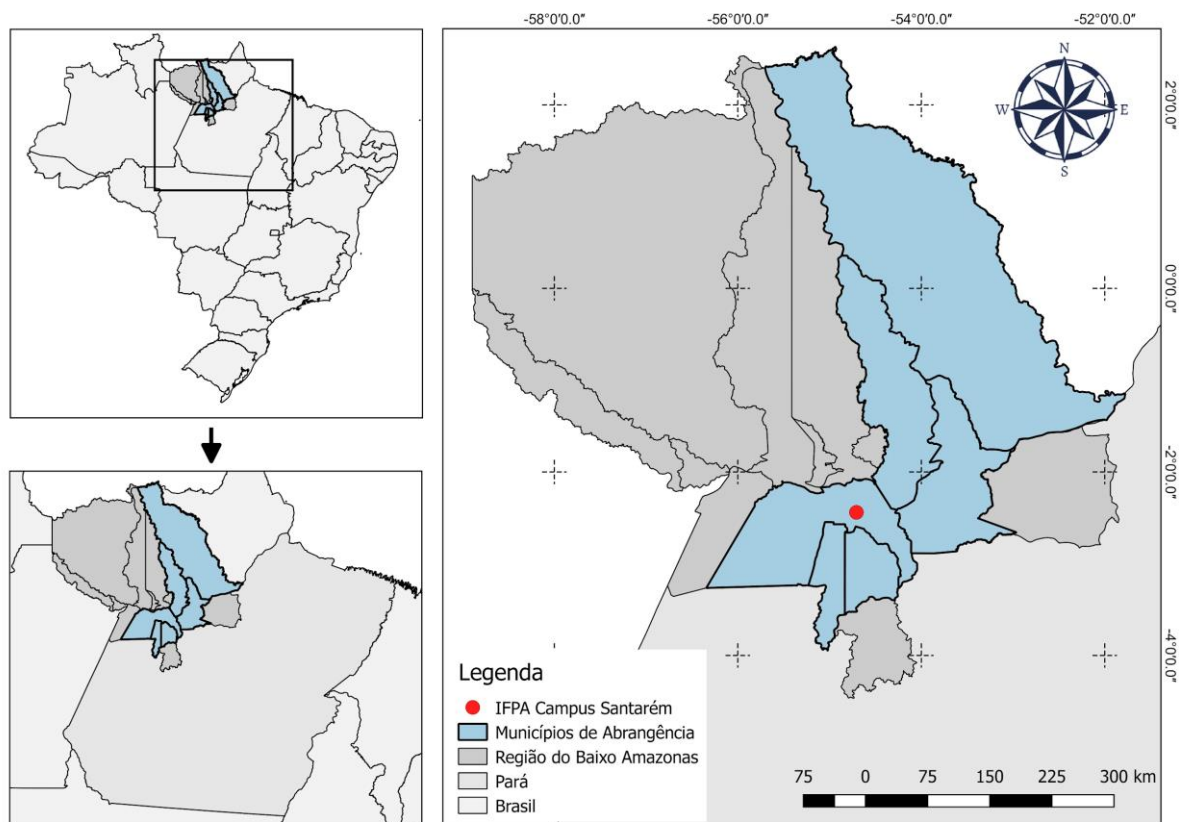 -58°0'0.0"
-56°0'0.0"
-54°0'0.0"
-52°0'0.0"
N
W
E
S
2°0'0.0"
0°0'0.0"
-2°0'0.0"
-4°0'0.0"
Legenda
IFPA Campus Santarém
Municípios de Abrangência
Região do Baixo Amazonas
Pará
Brasil
75 0 75 150 225 300 km